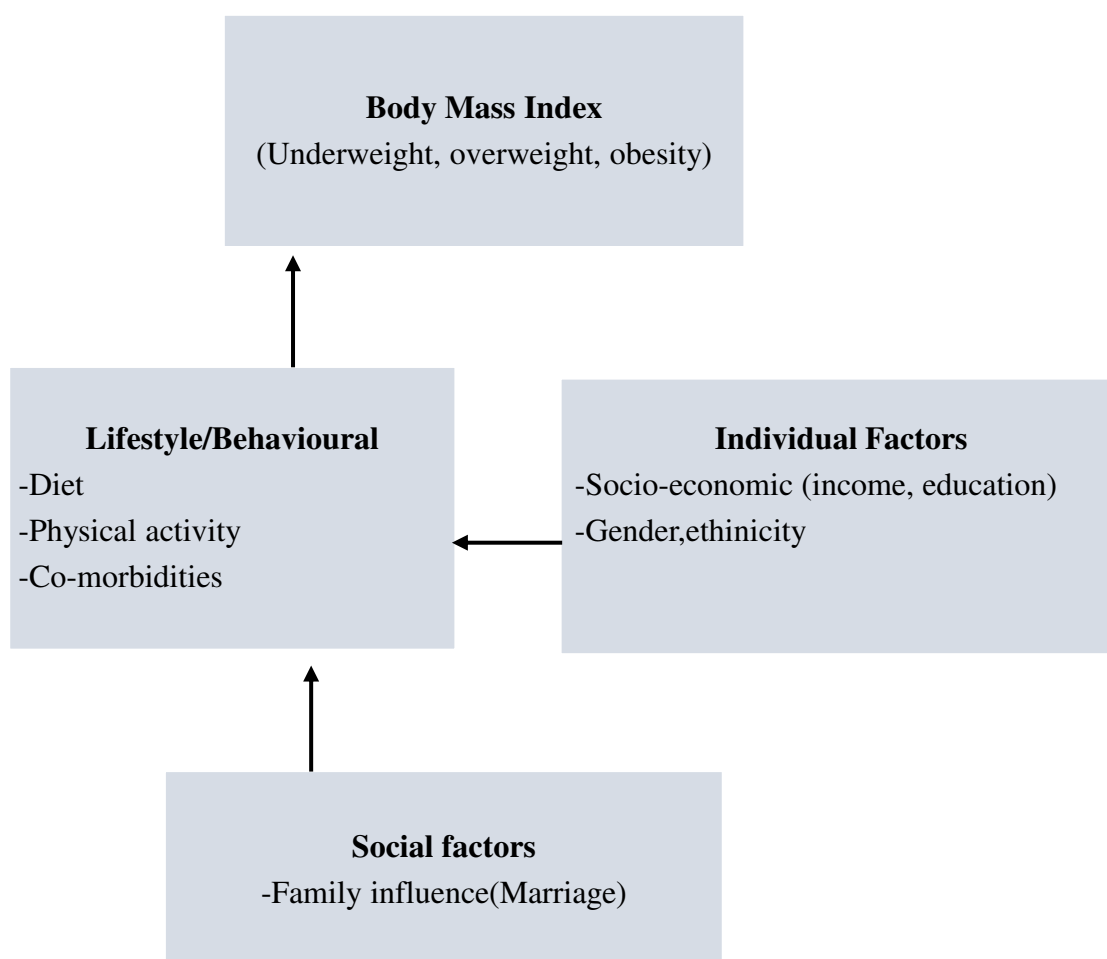 Body Mass Index
(Underweight, overweight, obesity)
Lifestyle/Behavioural
-Diet
-Physical activity
-Co-morbidities
Individual Factors
-Socio-economic (income, education)
-Gender,ethinicity
Social factors
-Family influence(Marriage)